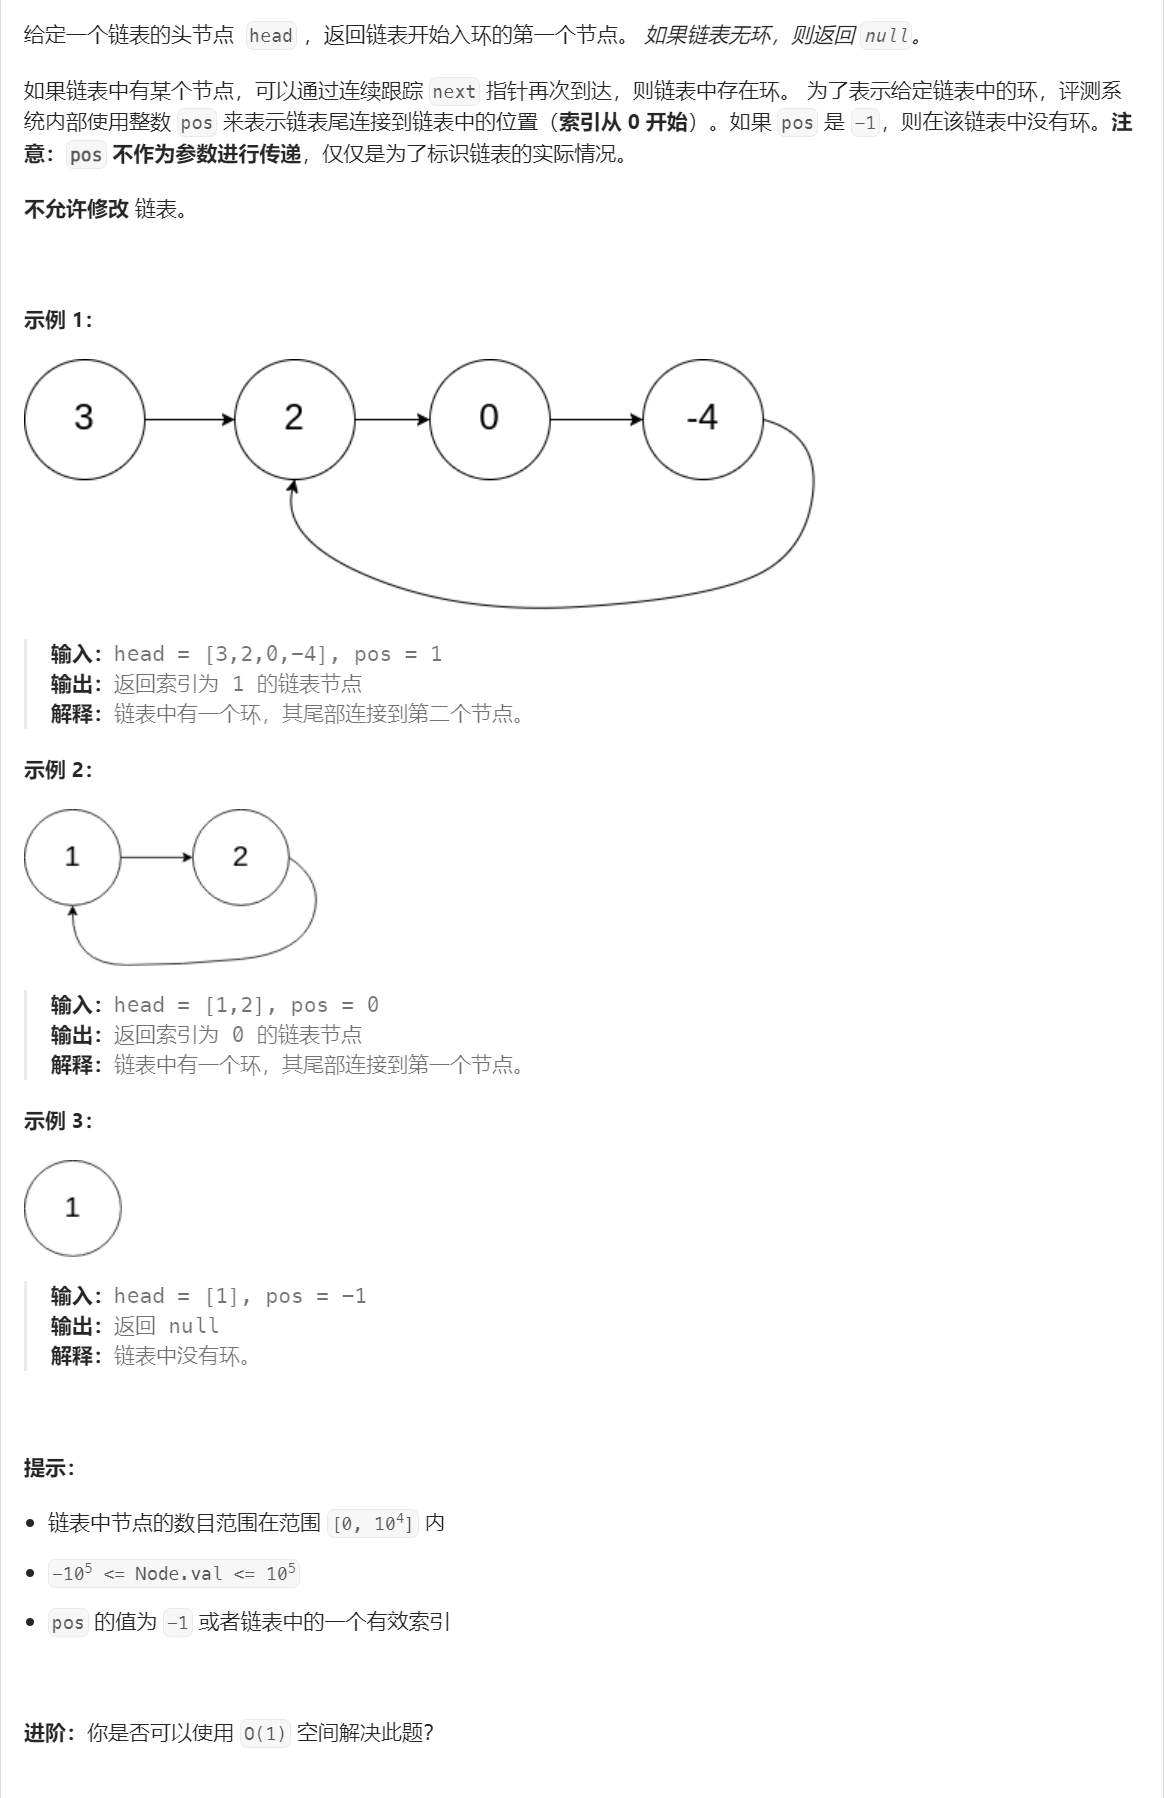 给定一个链表的头节点 head ，返回链表开始入环的第一个节点。 如果链表无环，则返回 null。
如果链表中有某个节点，可以通过连续跟踪 next 指针再次到达，则链表中存在环。 为了表示给定链表中的环，评测系
统内部使用整数 pos 来表示链表尾连接到链表中的位置（索引从 0 开始）。如果 pos 是 -1，则在该链表中没有环。注
意：pos 不作为参数进行传递，仅仅是为了标识链表的实际情况。
不允许修改 链表。
示例 1：
3 2 0 -4
输入：head = [3,2,0,-4], pos = 1
输出：返回索引为 1 的链表节点
解释：链表中有一个环，其尾部连接到第二个节点。
示例 2：
1 2
输入：head = [1,2], pos = 0
输出：返回索引为 0 的链表节点
解释：链表中有一个环，其尾部连接到第一个节点。
示例 3：
1
输入：head = [1], pos = -1
输出：返回 null
解释：链表中没有环。
提示：
• 链表中节点的数目范围在范围 [0, 10⁴] 内
• -10⁵ <= Node.val <= 10⁵
• pos 的值为 -1 或者链表中的一个有效索引
进阶：你是否可以使用 O(1) 空间解决此题？